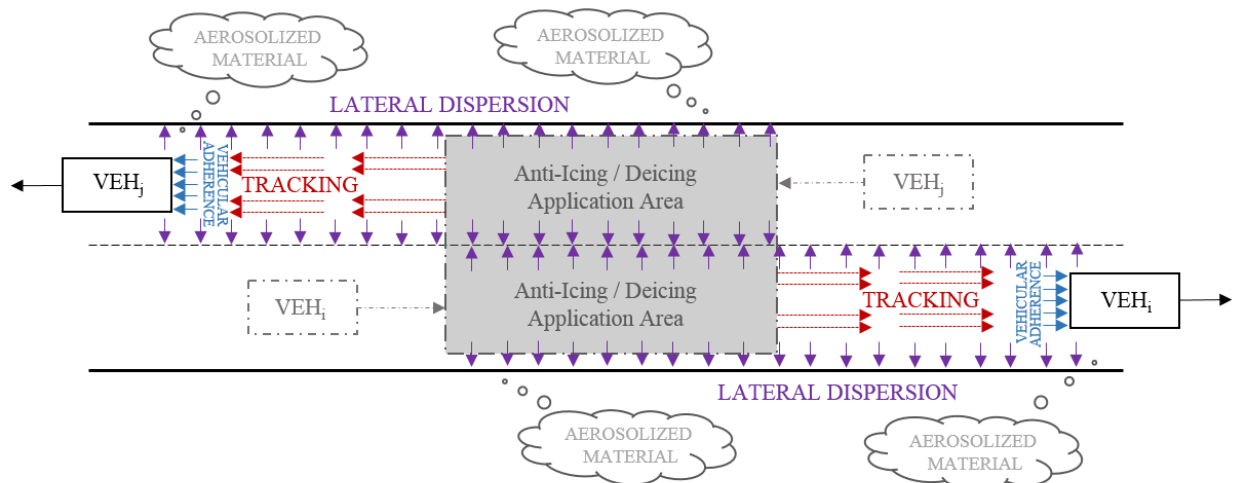 AEROSOLIZED
MATERIAL
AEROSOLIZED
MATERIAL
LATERAL DISPERSION
VEHj
VEHICULAR
ADHERENCE
TRACKING
Anti-Icing / Deicing
Application Area
VEHj
VEHi
Anti-Icing / Deicing
Application Area
TRACKING
VEHICULAR
ADHERENCE
VEHi
LATERAL DISPERSION
AEROSOLIZED
MATERIAL
AEROSOLIZED
MATERIAL